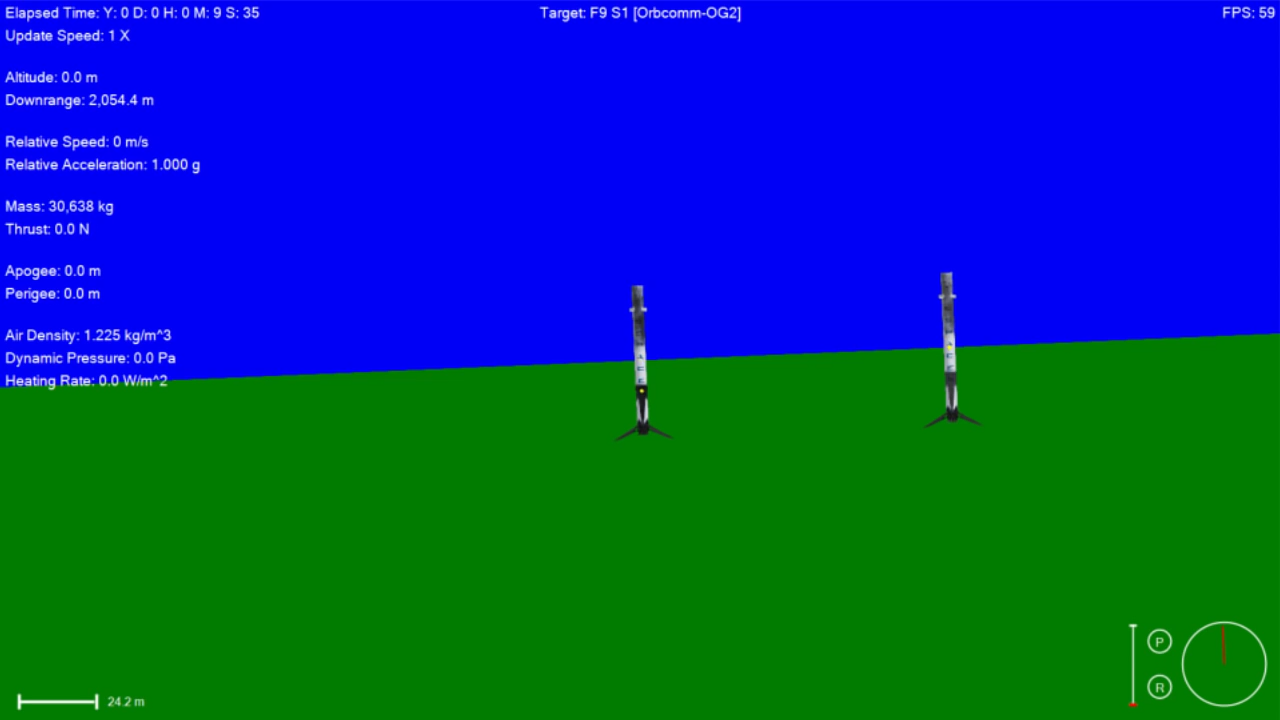 Elapsed Time: Y: 0 D: 0 H: 0 M: 9 S: 35
Target: F9 S1 [Orbcomm-OG2]
FPS: 59
Update Speed: 1 X
Altitude: 0.0 m
Downrange: 2,054.4 m
Relative Speed: 0 m/s
Relative Acceleration: 1.000 g
Mass: 30,638 kg
Thrust: 0.0 N
Apogee: 0.0 m
Perigee: 0.0 m
Air Density: 1.225 kg/m^3
Dynamic Pressure: 0.0 Pa
Heating Rate: 0.0 W/m^2
P
R
24.2 m